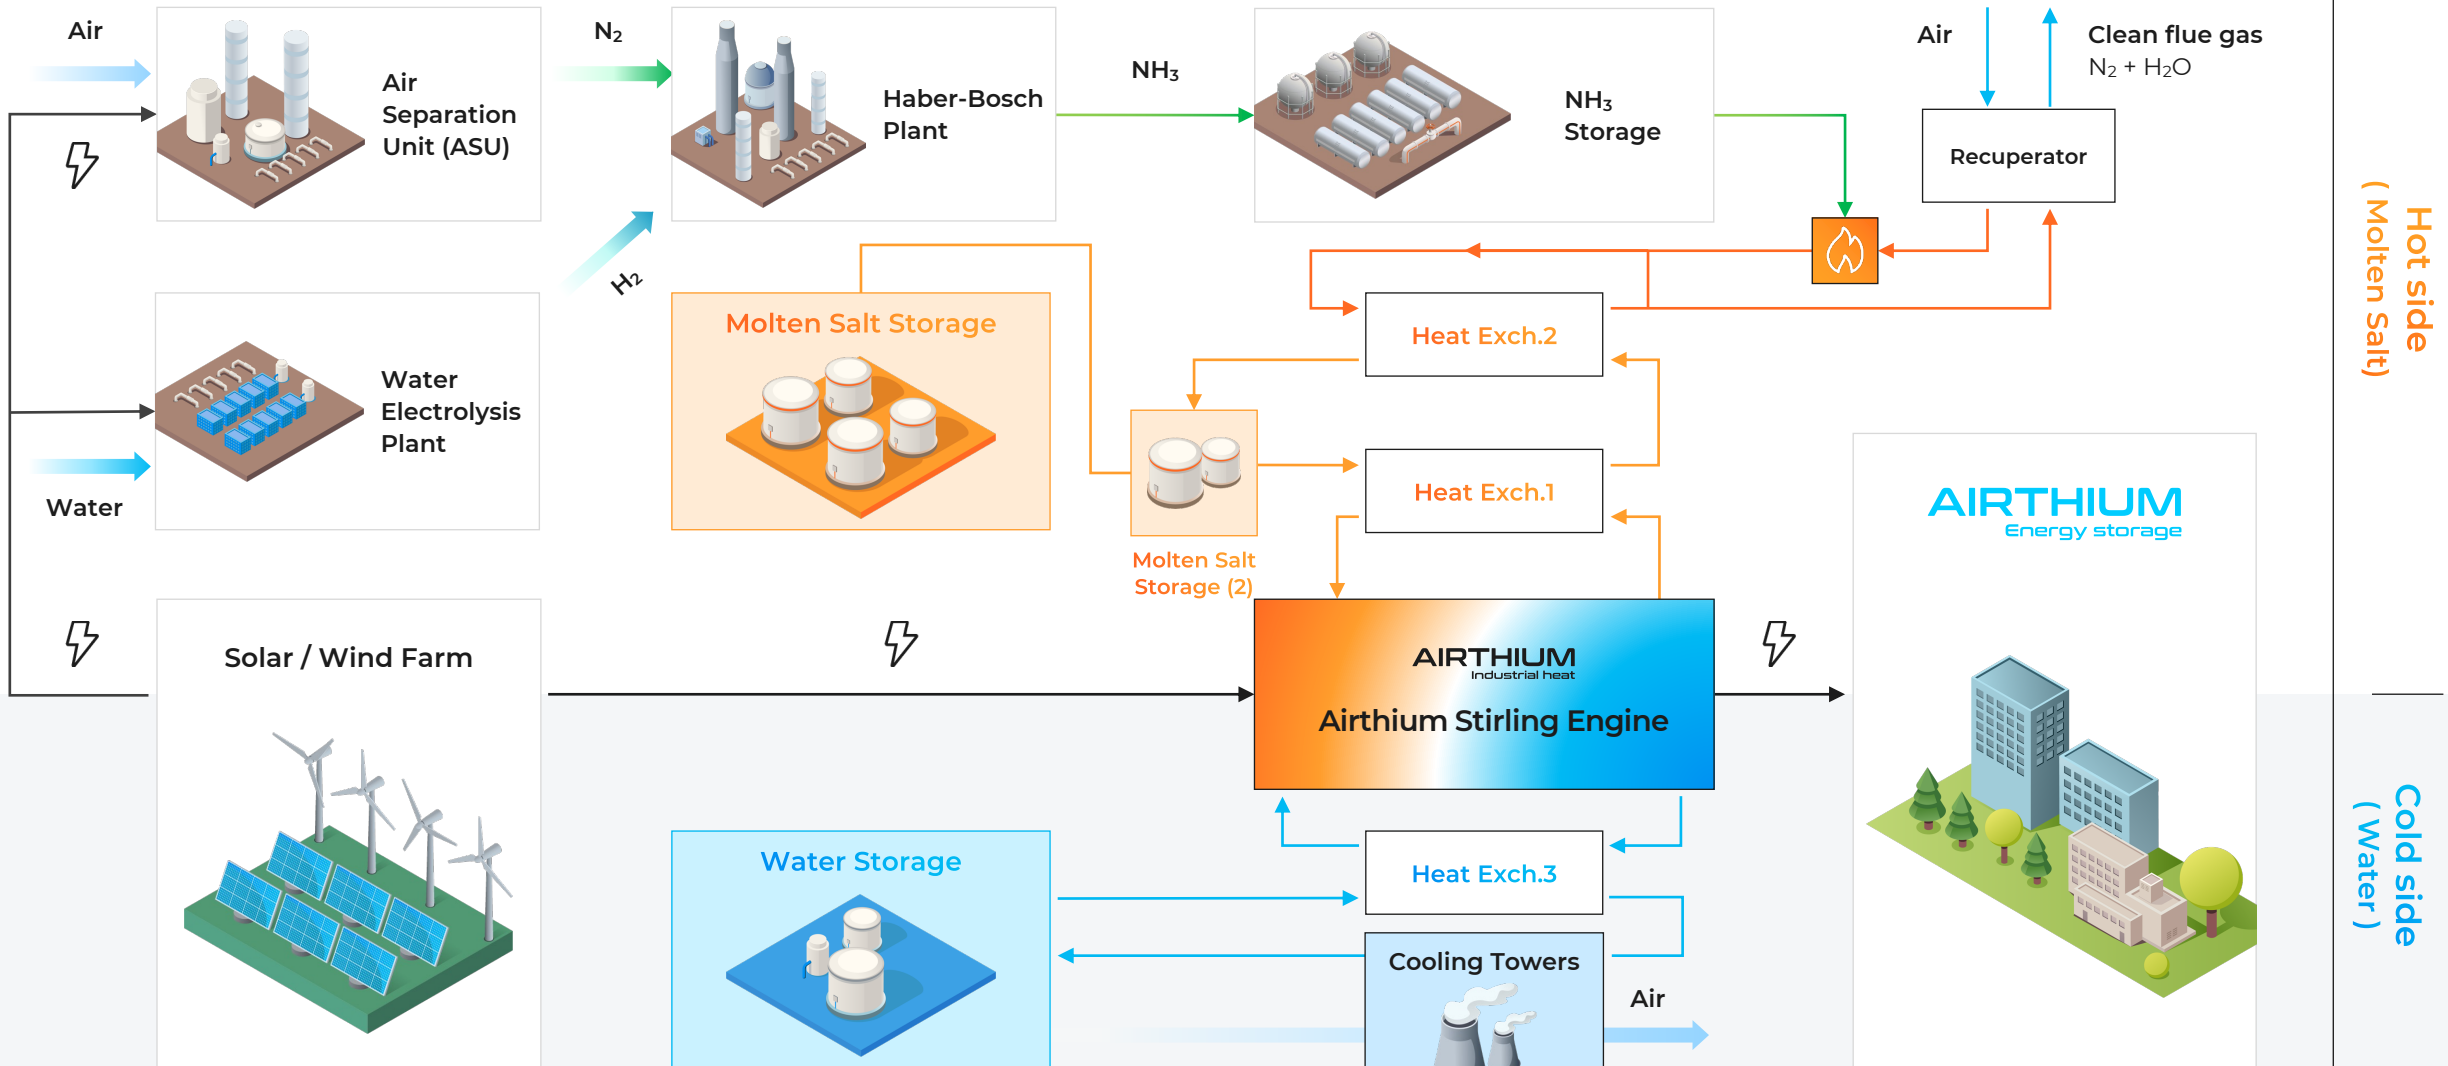 Air
Air
Separation
Unit (ASU)
N₂
Haber-Bosch
Plant
NH₃
NH₃
Storage
Air
Clean flue gas
N₂ + H₂O
Recuperator
H₂
Water
Electrolysis
Plant
Water
Molten Salt Storage
Molten Salt
Storage (2)
Heat Exch.2
Heat Exch.1
Hot side
( Molten Salt)
AIRTHIUM
Energy storage
Solar / Wind Farm
AIRTHIUM
Industrial heat
Airthium Stirling Engine
Water Storage
Heat Exch.3
Cooling Towers
Air
Cold side
( Water )